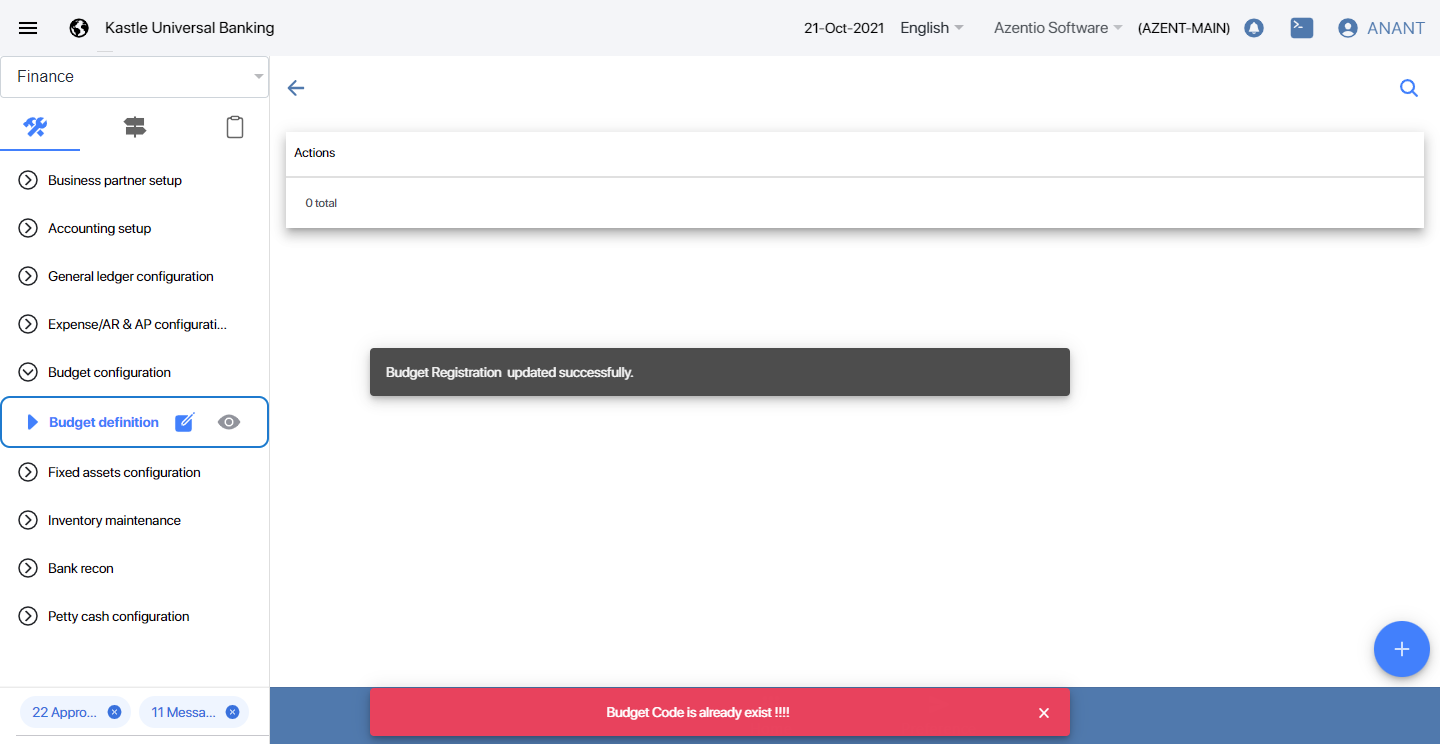 Kastle Universal Banking
21-Oct-2021
English
Azentio Software
(AZENT-MAIN)
ANANT
Finance
Business partner setup
Accounting setup
General ledger configuration
Expense/AR & AP configurati...
Budget configuration
Budget definition
Fixed assets configuration
Inventory maintenance
Bank recon
Petty cash configuration
22 Appro...
11 Messa...
Actions
0 total
Budget Registration  updated successfully.
Budget Code is already exist !!!!